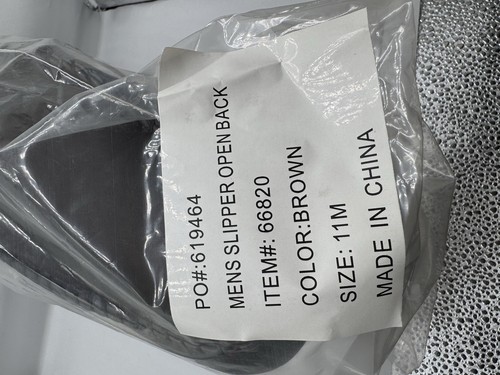 PO#:619464
MENS SLIPPER OPEN BACK
ITEM#: 66820
COLOR:BROWN
SIZE: 11M
MADE IN CHINA